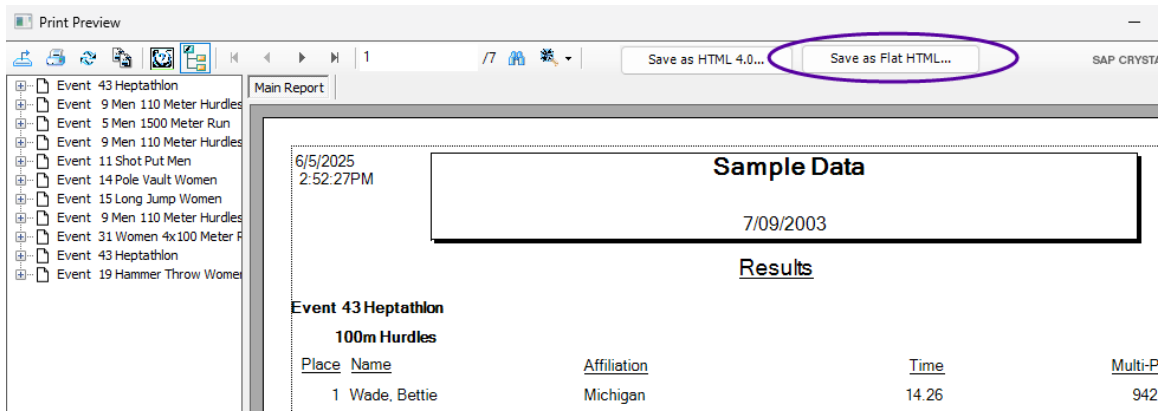 Print Preview
1 /7 Save as HTML 4.0... Save as Flat HTML... SAP CRYSTA
Main Report
Event 43 Heptathlon
Event 9 Men 110 Meter Hurdles
Event 5 Men 1500 Meter Run
Event 9 Men 110 Meter Hurdles
Event 11 Shot Put Men
Event 14 Pole Vault Women
Event 15 Long Jump Women
Event 9 Men 110 Meter Hurdles
Event 31 Women 4x100 Meter R
Event 43 Heptathlon
Event 19 Hammer Throw Women
6/5/2025
2:52:27PM
Sample Data
7/09/2003
Results
Event 43 Heptathlon
100m Hurdles
Place Name Affiliation Time Multi-P
1 Wade, Bettie Michigan 14.26 942